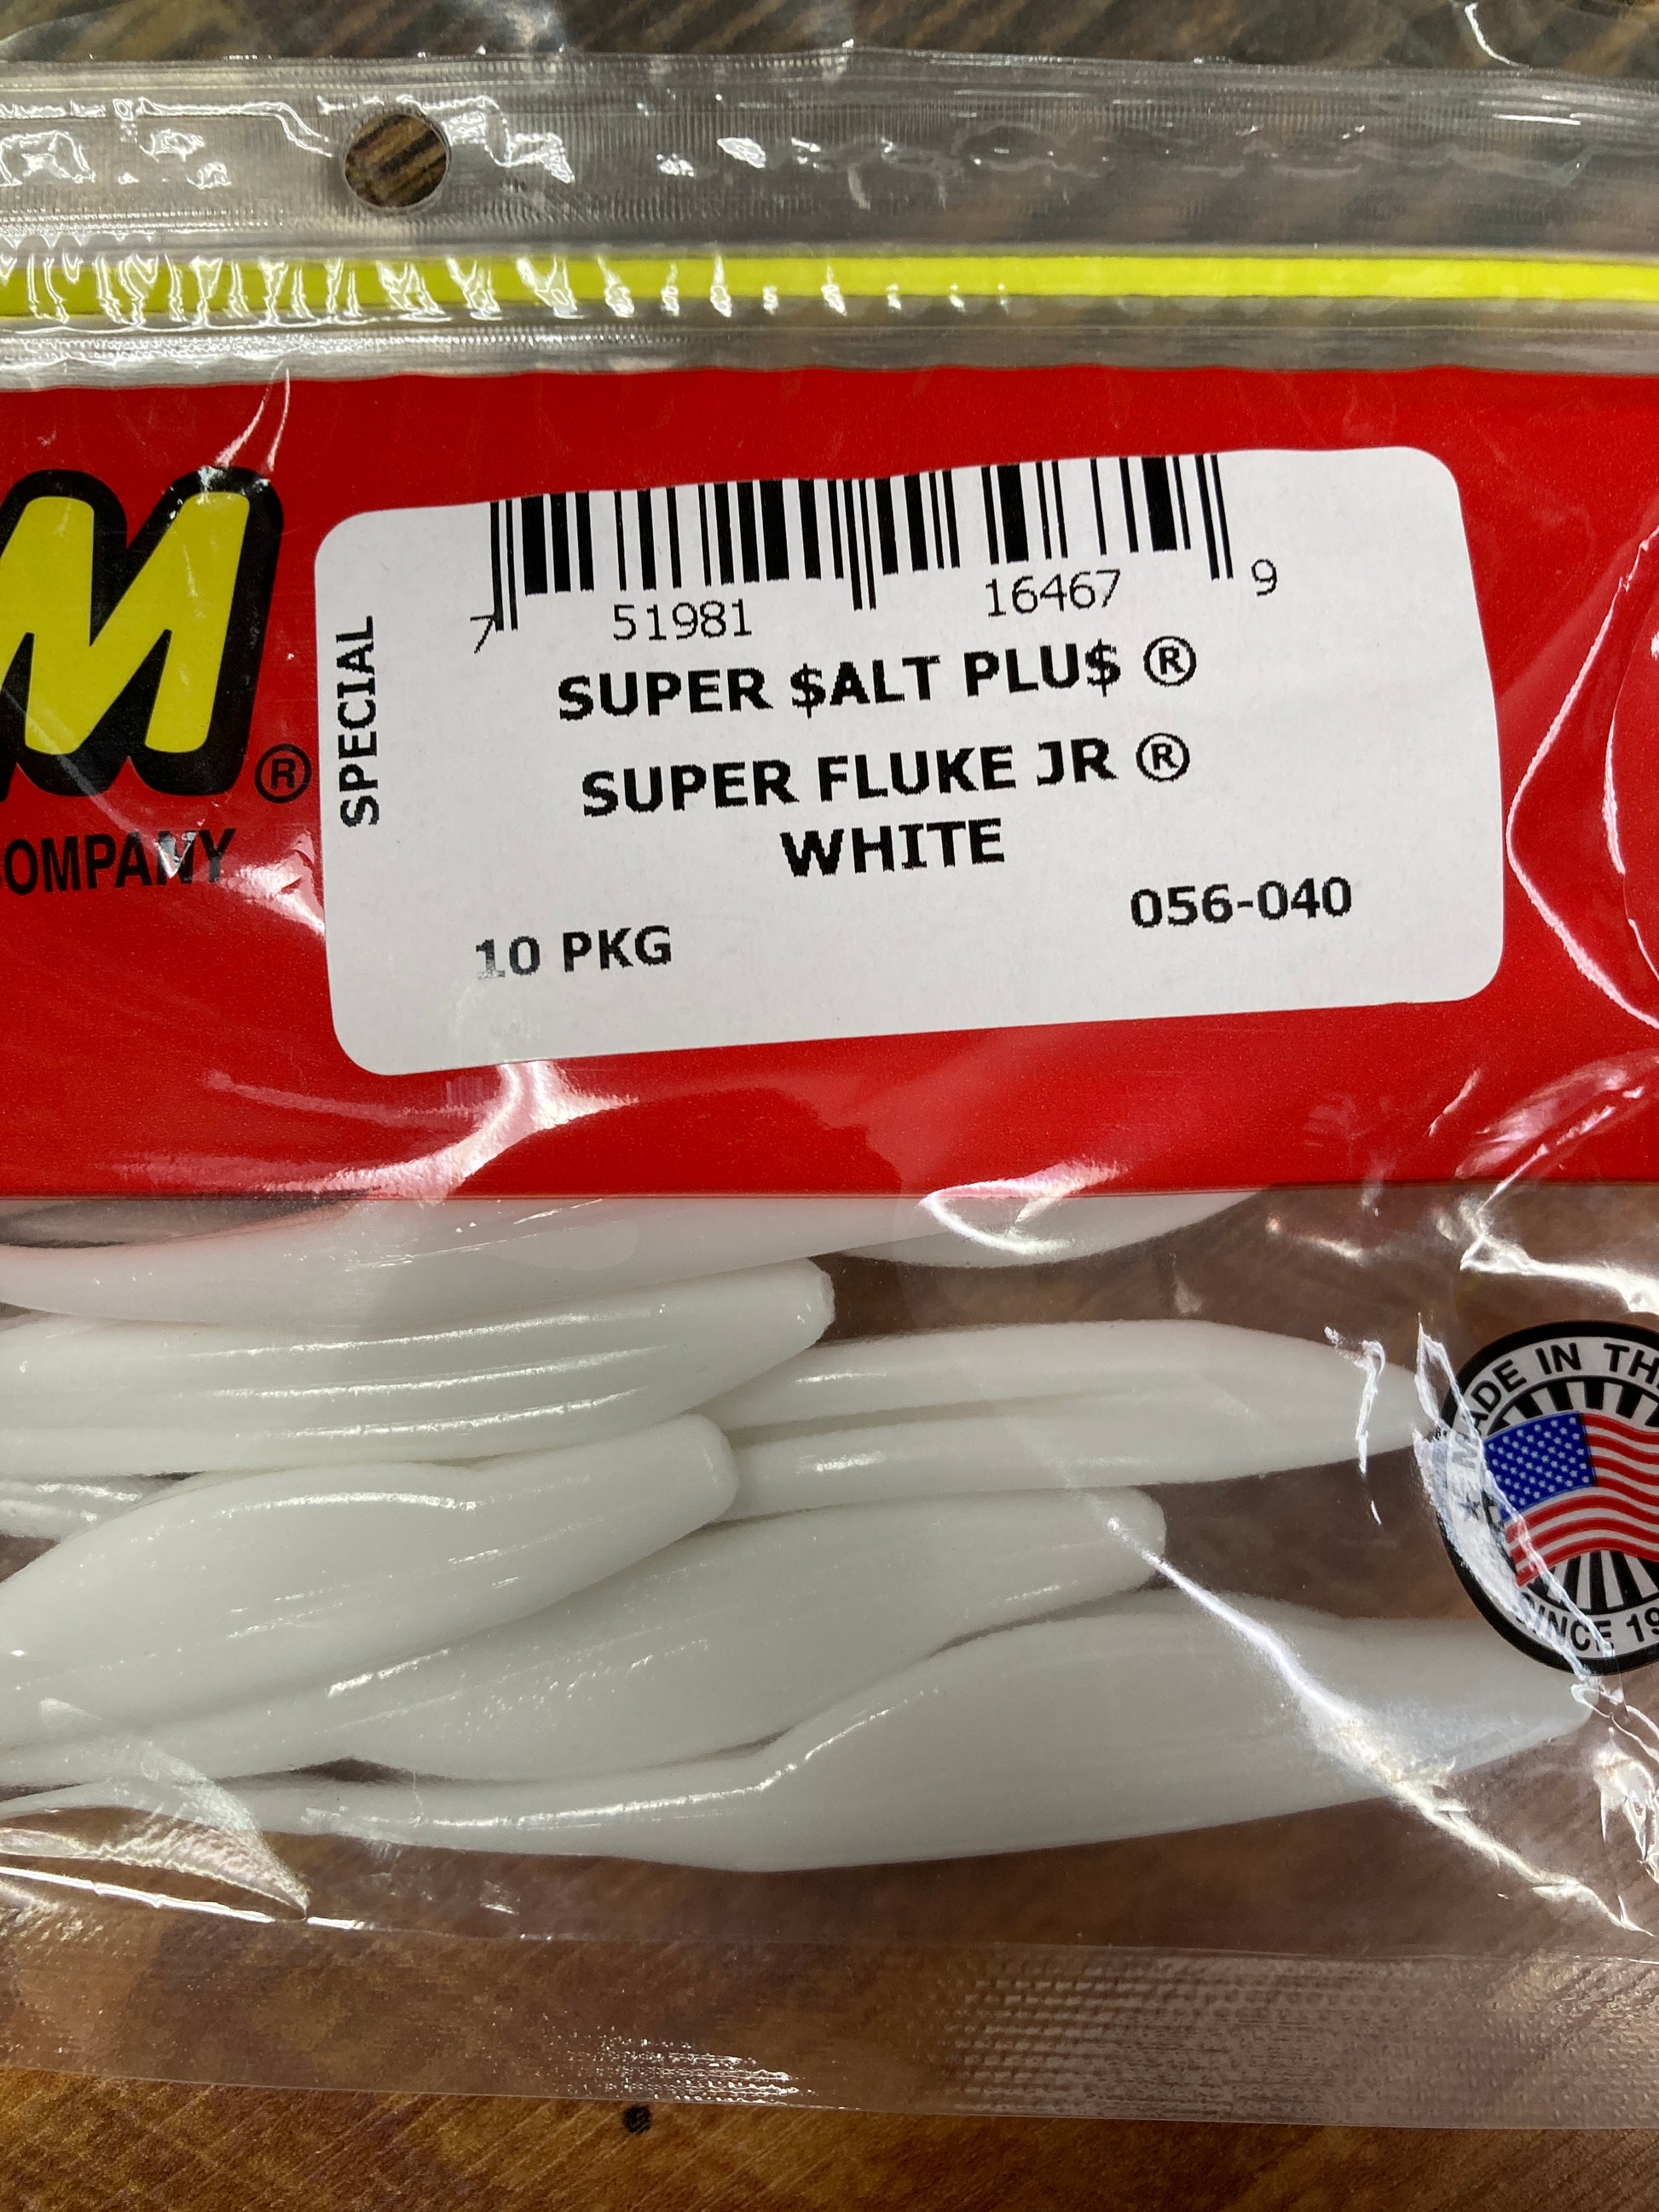 M®
COMPANY
SPECIAL
7 51981 16467 9
SUPER $ALT PLU$ ®
SUPER FLUKE JR ®
WHITE
056-040
10 PKG
MADE IN TH
SINCE 19